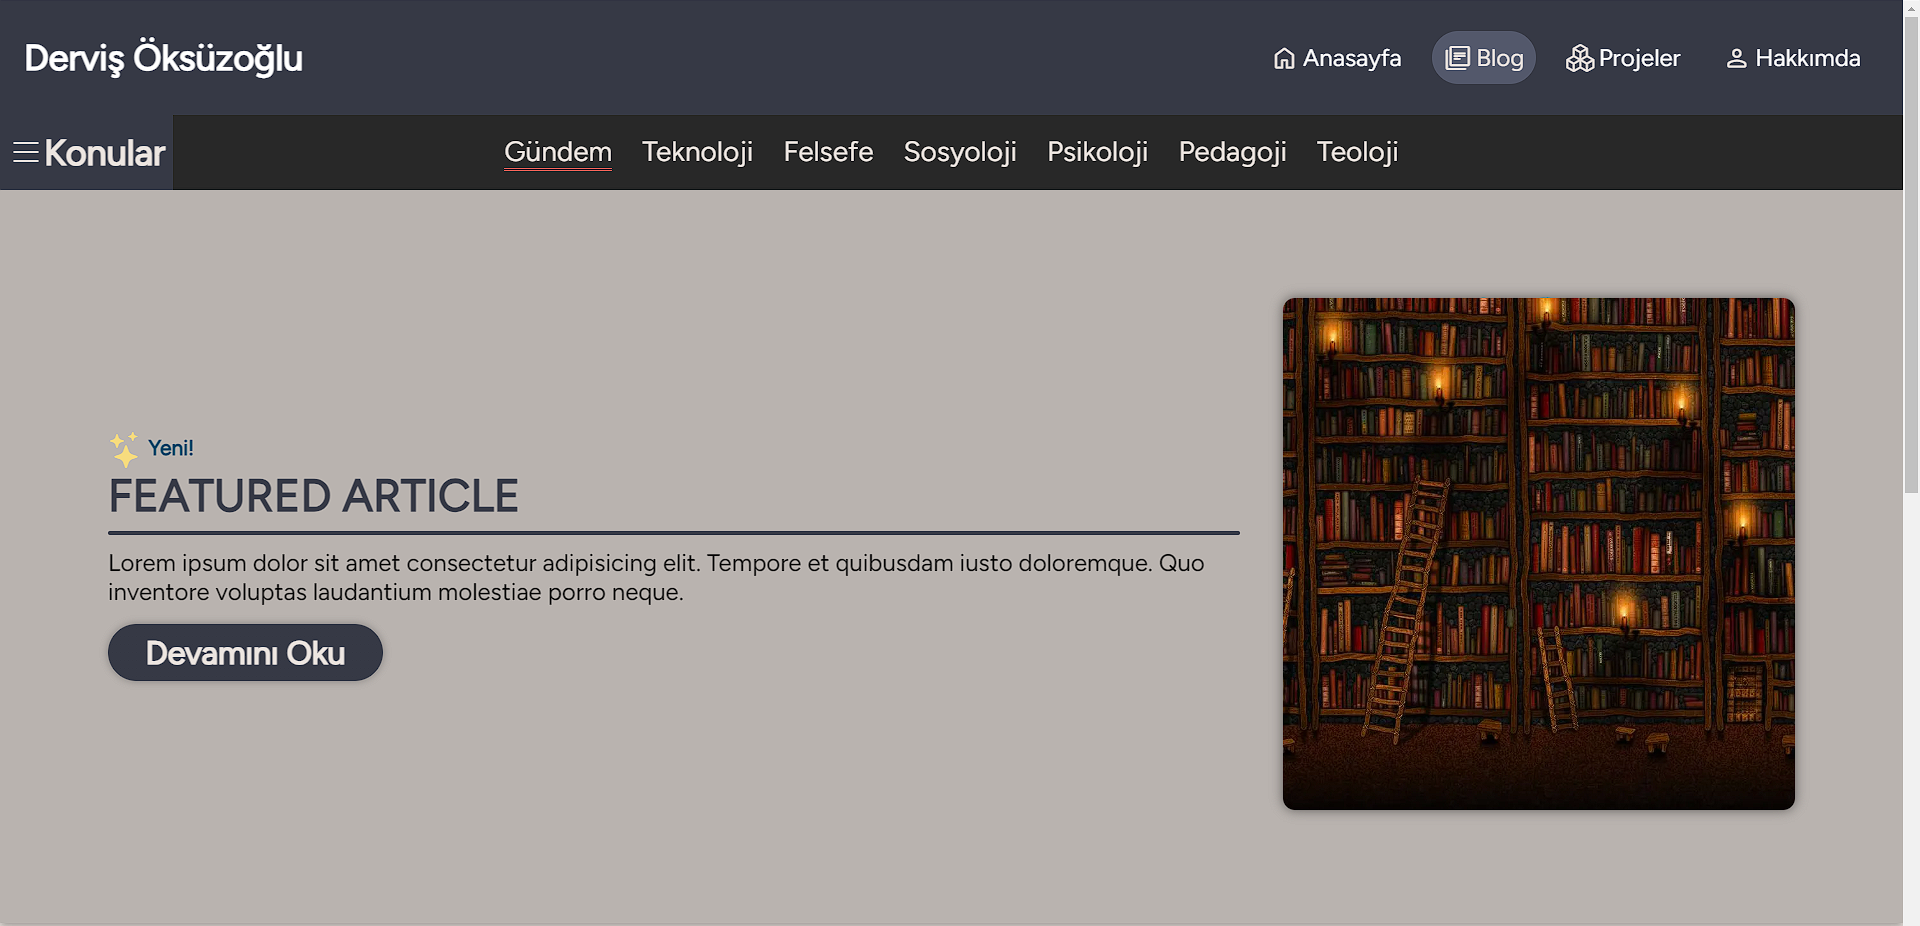 Derviş Öksüzoğlu
Anasayfa Blog Projeler Hakkımda
Konular
Gündem Teknoloji Felsefe Sosyoloji Psikoloji Pedagoji Teoloji
Yeni!
FEATURED ARTICLE
Lorem ipsum dolor sit amet consectetur adipisicing elit. Tempore et quibusdam iusto doloremque. Quo
inventore voluptas laudantium molestiae porro neque.
Devamını Oku